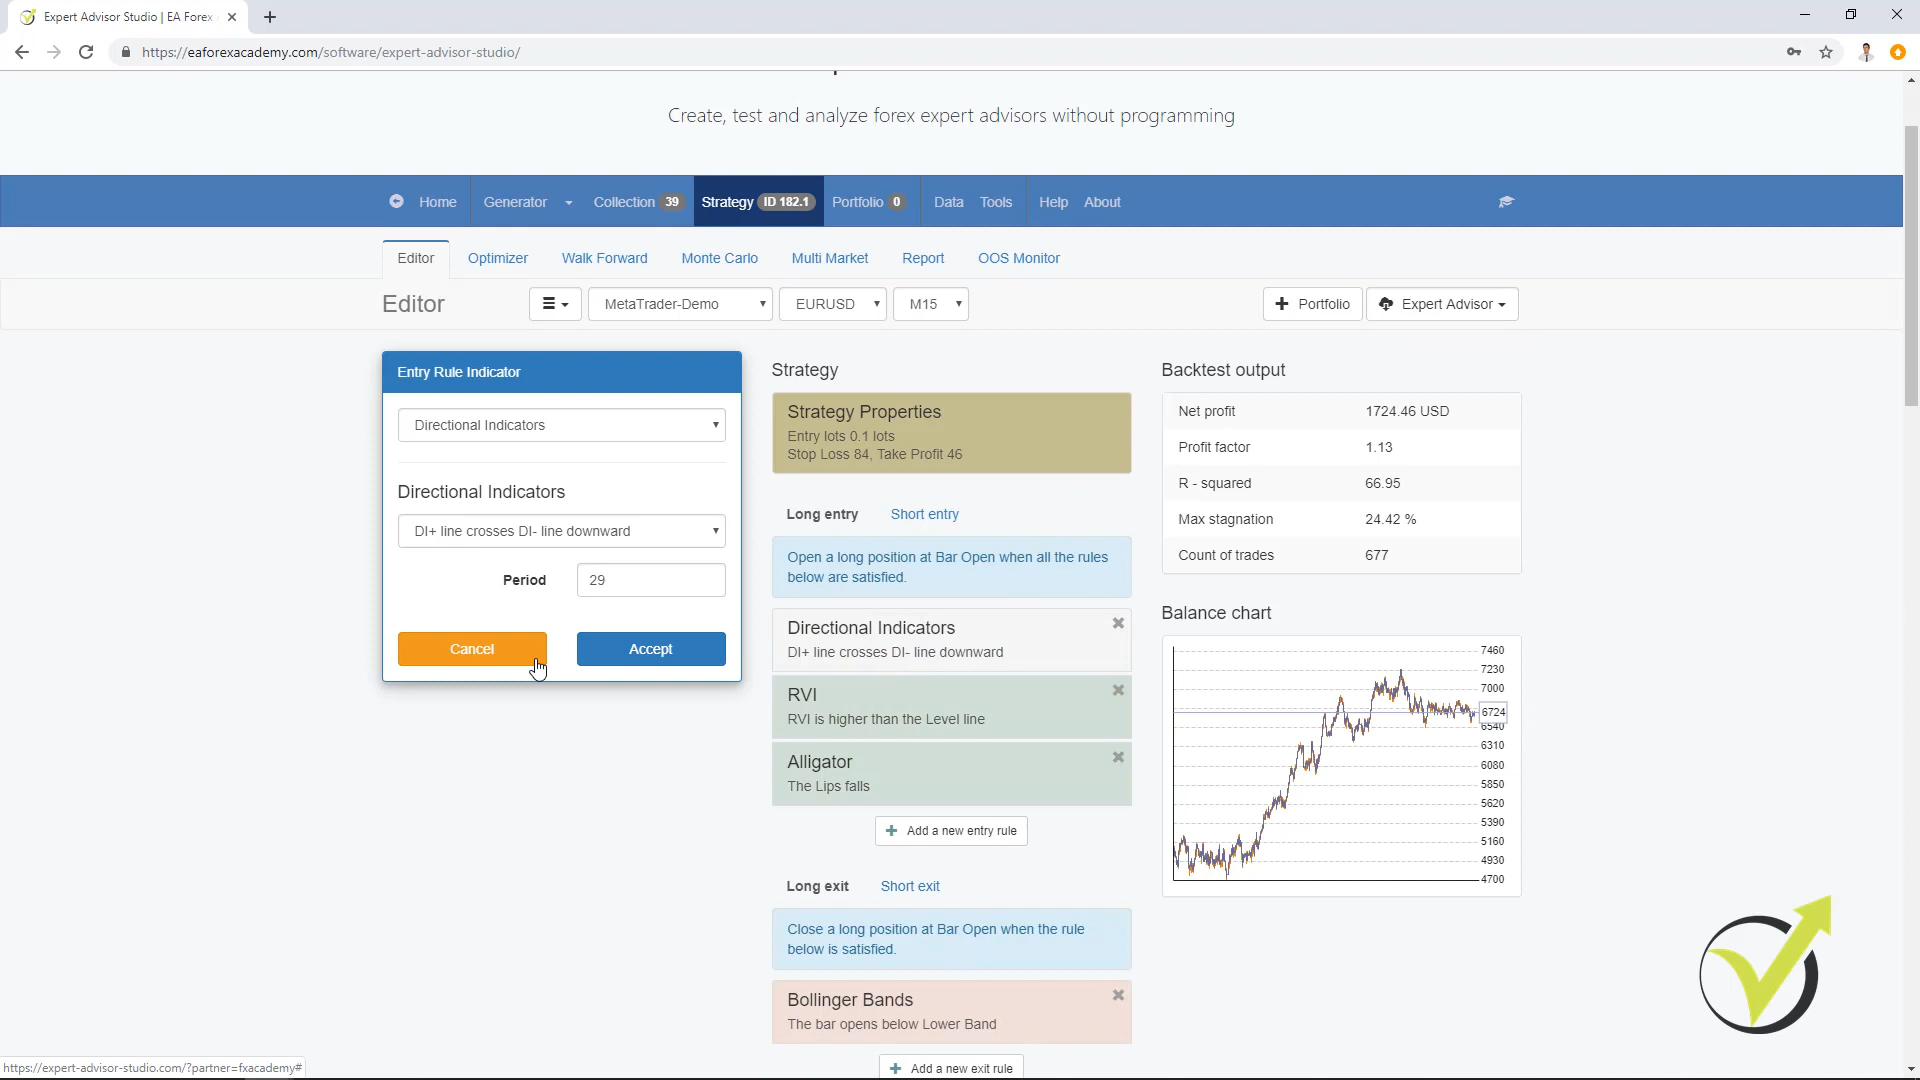 Expert Advisor Studio | EA Forex
https://eaforexacademy.com/software/expert-advisor-studio/
Create, test and analyze forex expert advisors without programming
Home
Generator
Collection 39
Strategy ID 182.1
Portfolio 0
Data
Tools
Help
About
Editor
Optimizer
Walk Forward
Monte Carlo
Multi Market
Report
OOS Monitor
Editor
MetaTrader-Demo
EURUSD
M15
Portfolio
Expert Advisor
Entry Rule Indicator
Directional Indicators
Directional Indicators
DI+ line crosses DI- line downward
Period 29
Cancel
Accept
Strategy
Strategy Properties
Entry lots 0.1 lots
Stop Loss 84, Take Profit 46
Long entry
Short entry
Open a long position at Bar Open when all the rules
below are satisfied.
Directional Indicators
DI+ line crosses DI- line downward
RVI
RVI is higher than the Level line
Alligator
The Lips falls
Add a new entry rule
Long exit
Short exit
Close a long position at Bar Open when the rule
below is satisfied.
Bollinger Bands
The bar opens below Lower Band
Add a new exit rule
Backtest output
Net profit 1724.46 USD
Profit factor 1.13
R - squared 66.95
Max stagnation 24.42 %
Count of trades 677
Balance chart
7460
7230
7000
6724
6540
6310
6080
5850
5620
5390
5160
4930
4700
https://expert-advisor-studio.com/?partner=fxacademy#